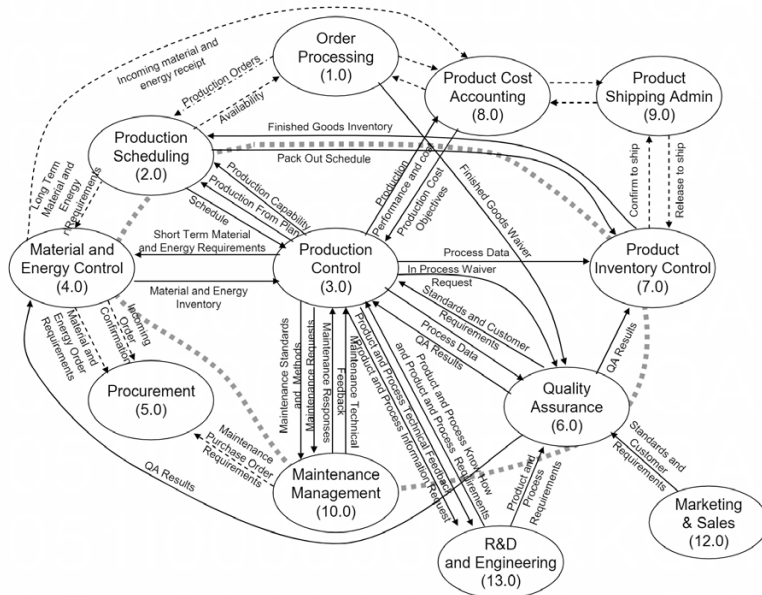 Order
Processing
(1.0)
Incoming material and
energy receipt
Production Orders
Availability
Product Cost
Accounting
(8.0)
Product
Shipping Admin
(9.0)
Production
Scheduling
(2.0)
Finished Goods Inventory
Pack Out Schedule
Long Term
Material and
Energy
Requirements
Production Capability
Production From Plan
Schedule
Production
Performance and cost
Production Cost
Objectives
Finished Goods Waiver
Confirm to ship
Release to ship
Material and
Energy Control
(4.0)
Short Term Material
and Energy Requirements
Material and Energy
Inventory
Production
Control
(3.0)
Process Data
In Process Waiver
Request
Product
Inventory Control
(7.0)
Standards and Customer
Requirements
Process Data
QA Results
QA Results
Incoming
Order
Confirmation
Material and
Energy Order
Requirements
Procurement
(5.0)
Maintenance Standards
and Methods
Maintenance Requests
Maintenance Responses
Maintenance Technical
Feedback
Product and Process Technical Feedback
Product and Process Information Request
Product and Process Know How
and Product and Process Requirements
Quality
Assurance
(6.0)
Maintenance
Purchase Order
Requirements
QA Results
Maintenance
Management
(10.0)
Product and
Process
Requirements
Standards and
Customer
Requirements
Marketing
& Sales
(12.0)
R&D
and Engineering
(13.0)